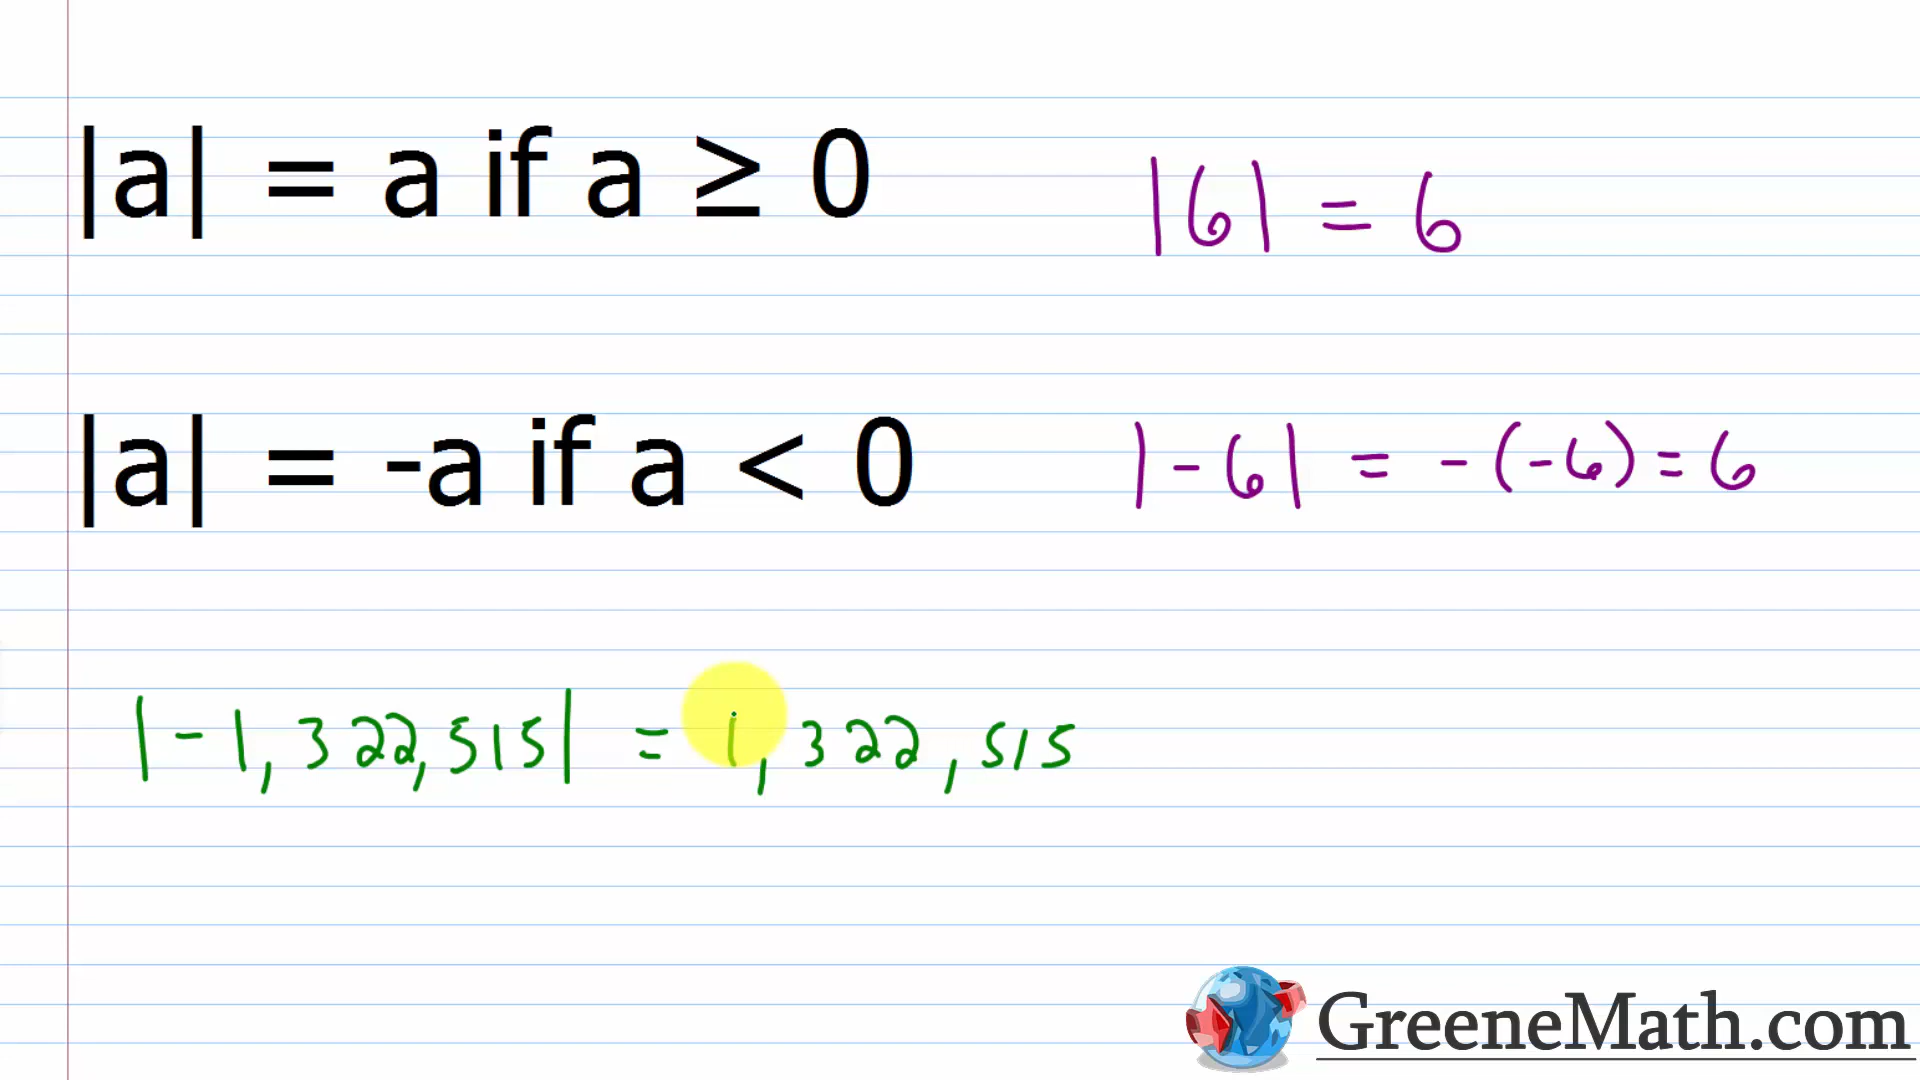 |a| = a if a ≥ 0
|6| = 6
|a| = -a if a < 0
|-6| = -(-6) = 6
|-1,322,515| = 1,322,515
GreeneMath.com